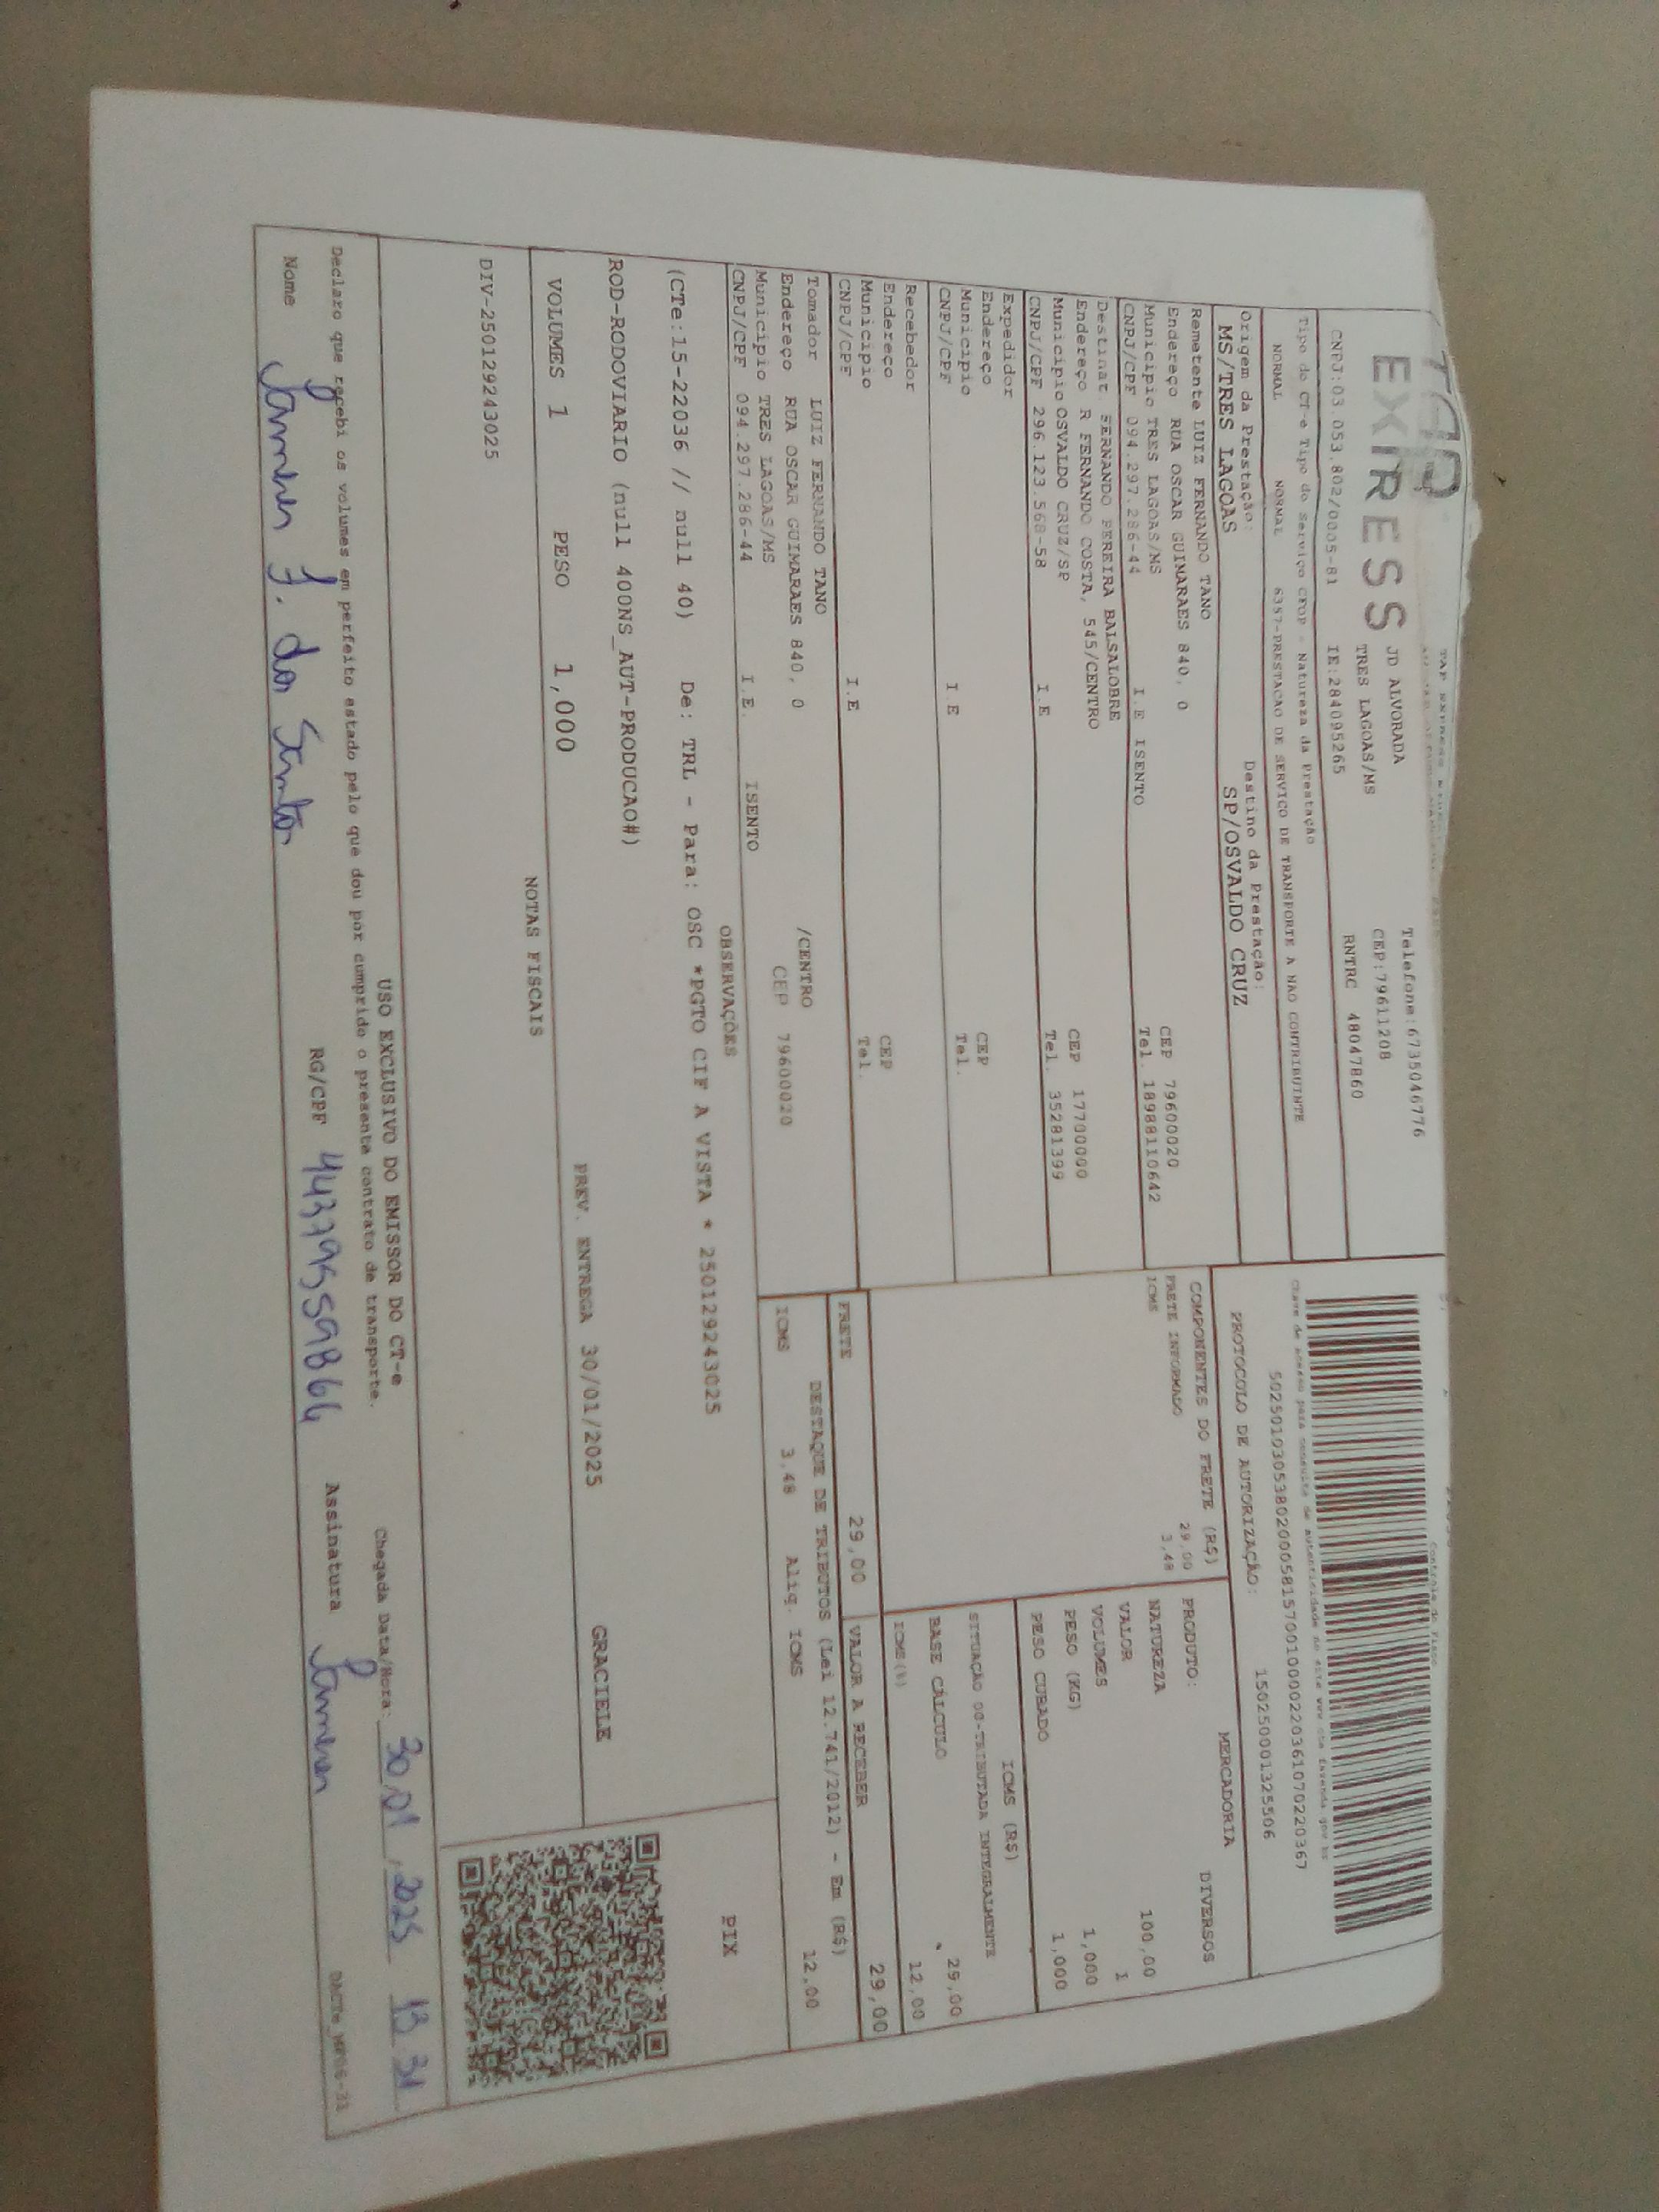 TAP
EXPRESS
JD ALVORADA
TRES LAGOAS/MS
Telefone:6735046776
CEP:79611208
CNPJ:03.053.802/0005-81 IE:284095265 RNTRC 48047860
Tipo do CT-e Tipo do Serviço CFOP - Natureza da Prestação
NORMAL NORMAL 6357-PRESTACAO DE SERVICO DE TRANSPORTE A NAO CONTRIBUINTE
Origem da Prestação: Destino da Prestação:
MS/TRES LAGOAS SP/OSVALDO CRUZ
Controle do Fisco
50250103053802000581570010000220361070220367
PROTOCOLO DE AUTORIZAÇÃO: 150250001325506
Remetente LUIZ FERNANDO TANO
Endereço RUA OSCAR GUIMARAES 840, 0 CEP 79600020
Municipio TRES LAGOAS/MS Tel. 18988110642
CNPJ/CPF 094.297.286-44 I.E ISENTO
Destinat. FERNANDO PEREIRA BALSALOBRE
Endereço R FERNANDO COSTA, 545/CENTRO CEP 17700000
Municipio OSVALDO CRUZ/SP Tel. 35281399
CNPJ/CPF 296.123.568-58 I.E
Expedidor
Endereço CEP
Municipio Tel.
CNPJ/CPF I.E
Recebedor
Endereço CEP
Municipio Tel.
CNPJ/CPF I.E
Tomador LUIZ FERNANDO TANO
Endereço RUA OSCAR GUIMARAES 840, 0 /CENTRO
Municipio TRES LAGOAS/MS CEP 79600020
CNPJ/CPF 094.297.286-44 I.E. ISENTO
COMPONENTES DO FRETE (R$)
FRETE INFORMADO 29,00
ICMS 3,48
MERCADORIA
PRODUTO: DIVERSOS
NATUREZA
VALOR 100,00
VOLUMES 1
PESO (KG) 1,000
PESO CUBADO 1,000
ICMS (R$)
SITUAÇÃO 00-TRIBUTADA INTEGRALMENTE
BASE CÁLCULO 29,00
ICMS(%) 12,00
FRETE 29,00 VALOR A RECEBER 29,00
DESTAQUE DE TRIBUTOS (Lei 12.741/2012) - Em (R$)
ICMS 3,48 Aliq. ICMS 12,00
OBSERVAÇÕES
(CTe:15-22036 // null 40) De: TRL - Para: OSC *PGTO CIF A VISTA * 250129243025
ROD-RODOVIARIO (null 400NS_AUT-PRODUCAO#)
PIX
VOLUMES 1 PESO 1,000 PREV. ENTREGA 30/01/2025 GRACIELE
NOTAS FISCAIS
DIV-250129243025
USO EXCLUSIVO DO EMISSOR DO CT-e
Declaro que recebi os volumes em perfeito estado pelo que dou por cumprido o presente contrato de transporte.
Chegada Data/Hora: 30,01,2025 13 31
Nome RG/CPF 44379559866 Assinatura